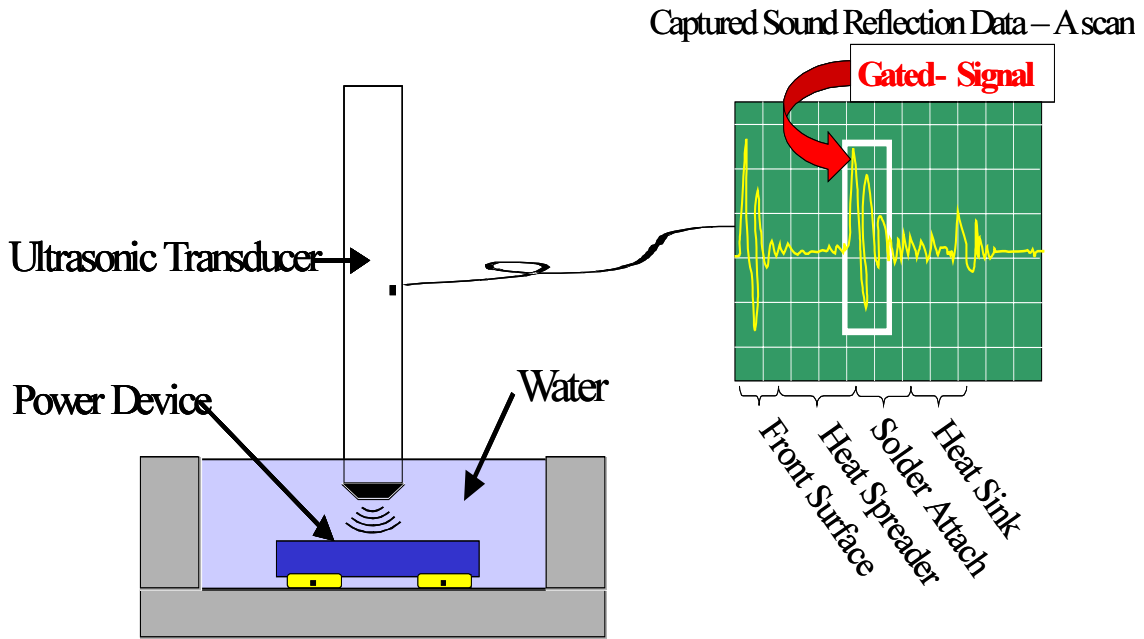 Captured Sound Reflection Data – A scan
Gated- Signal
Ultrasonic Transducer
Power Device
Water
Front Surface
Heat Spreader
Solder Attach
Heat Sink